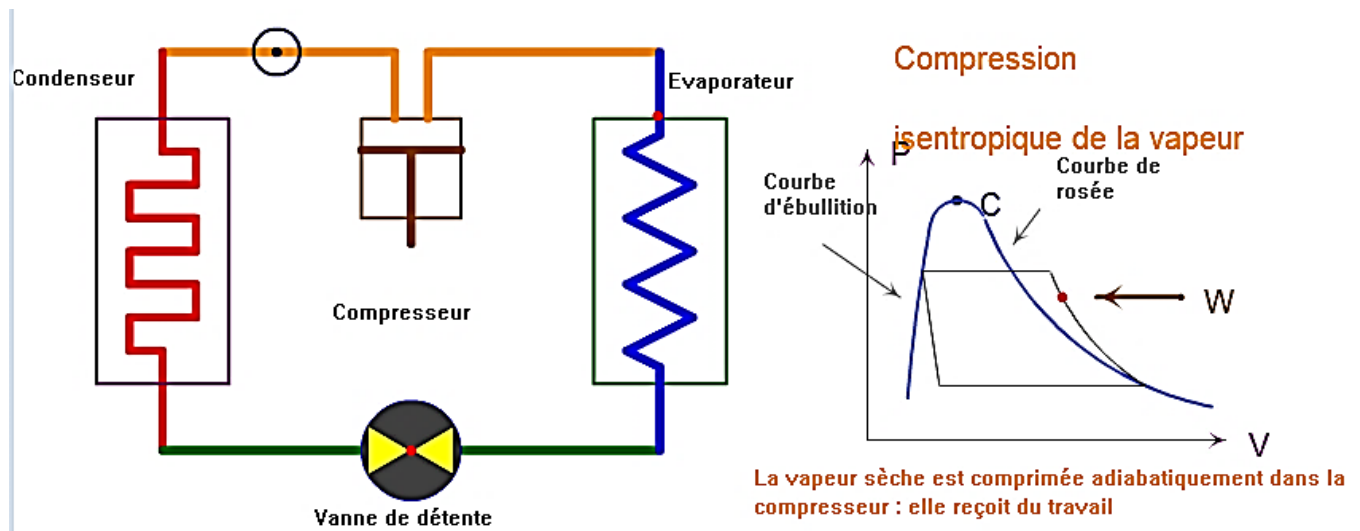 Condenseur
Evaporateur
Compresseur
Vanne de détente
Compression
isentropique de la vapeur
P
Courbe
d'ébullition
Courbe de
rosée
C
W
V
La vapeur sèche est comprimée adiabatiquement dans la
compresseur : elle reçoit du travail